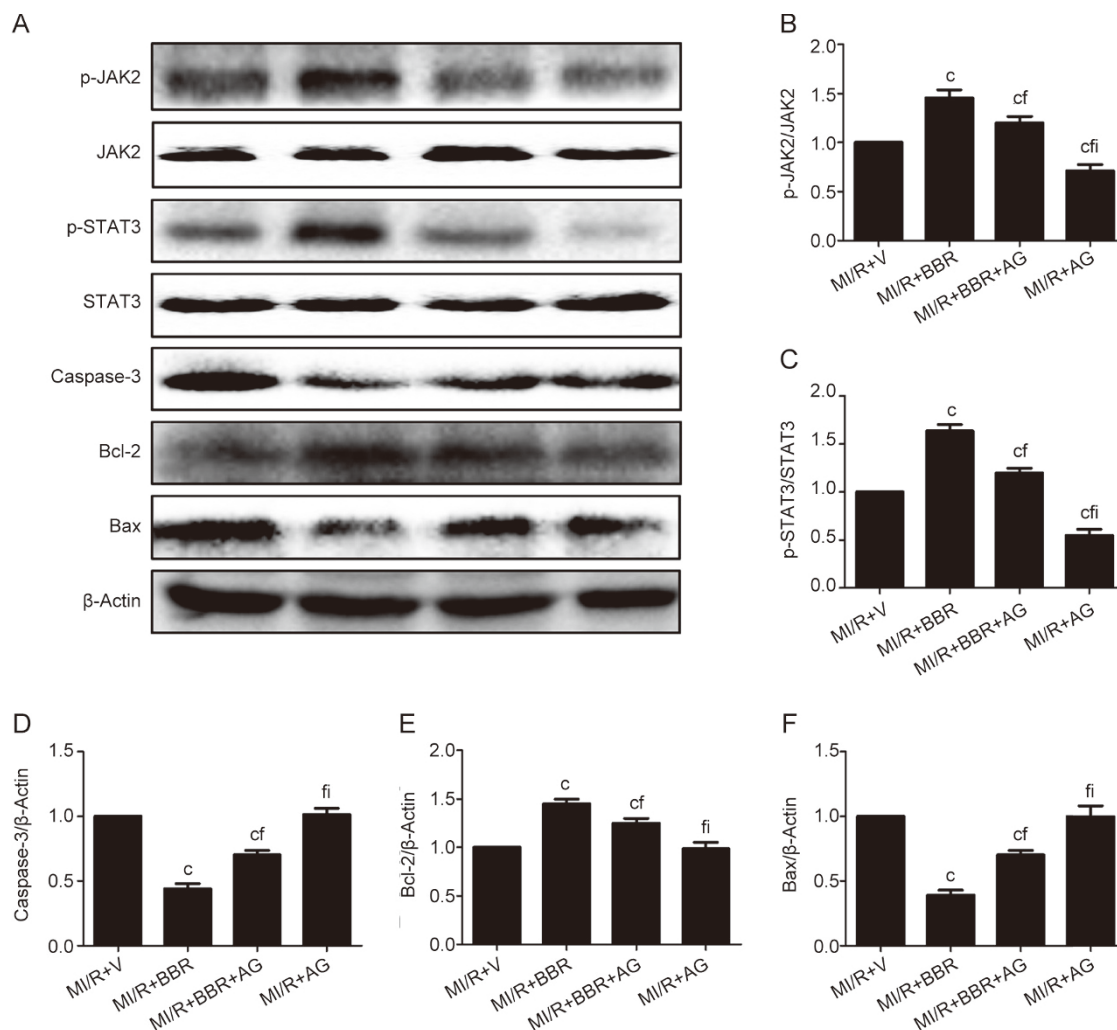 A
p-JAK2
JAK2
p-STAT3
STAT3
Caspase-3
Bcl-2
Bax
β-Actin
B
p-JAK2/JAK2
2.0
1.5
1.0
0.5
0.0
c
cf
cfi
MI/R+V
MI/R+BBR
MI/R+BBR+AG
MI/R+AG
C
p-STAT3/STAT3
2.0
1.5
1.0
0.5
0.0
c
cf
cfi
MI/R+V
MI/R+BBR
MI/R+BBR+AG
MI/R+AG
D
Caspase-3/β-Actin
1.5
1.0
0.5
0.0
c
cf
fi
MI/R+V
MI/R+BBR
MI/R+BBR+AG
MI/R+AG
E
Bcl-2/β-Actin
2.0
1.5
1.0
0.5
0.0
c
cf
fi
MI/R+V
MI/R+BBR
MI/R+BBR+AG
MI/R+AG
F
Bax/β-Actin
1.5
1.0
0.5
0.0
c
cf
fi
MI/R+V
MI/R+BBR
MI/R+BBR+AG
MI/R+AG